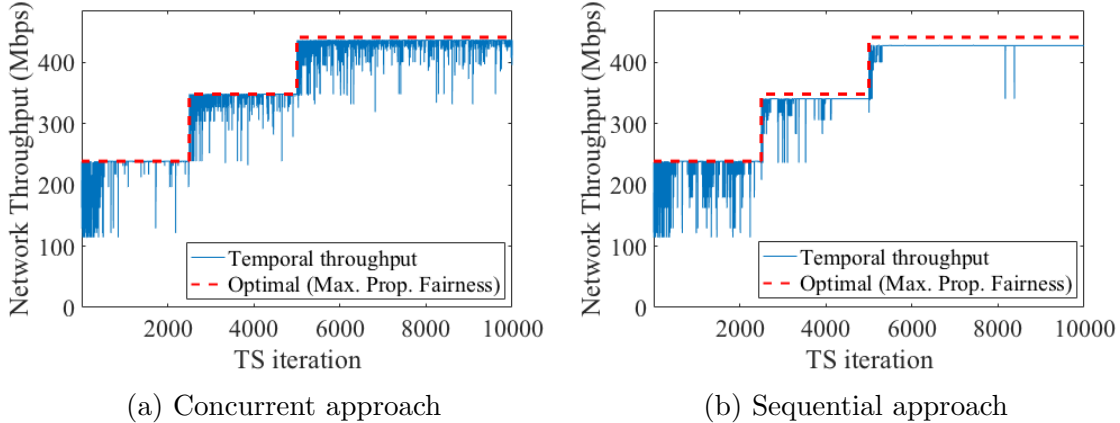 Network Throughput (Mbps)
400
300
200
100
0
Temporal throughput
Optimal (Max. Prop. Fairness)
2000 4000 6000 8000 10000
TS iteration
(a) Concurrent approach
Network Throughput (Mbps)
400
300
200
100
0
Temporal throughput
Optimal (Max. Prop. Fairness)
2000 4000 6000 8000 10000
TS iteration
(b) Sequential approach